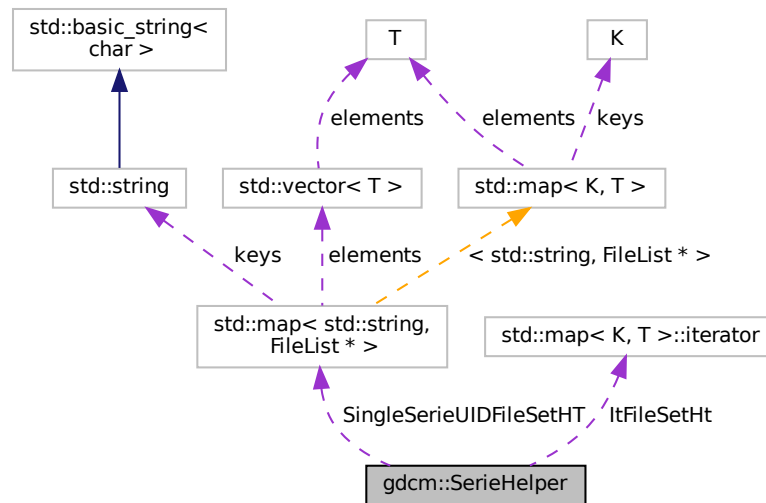 std::basic_string<
char >
T
K
elements
elements
keys
std::string
std::vector< T >
std::map< K, T >
keys
elements
< std::string, FileList * >
std::map< std::string,
FileList * >
std::map< K, T >::iterator
SingleSerieUIDFileSetHT
ItFileSetHt
gdcm::SerieHelper